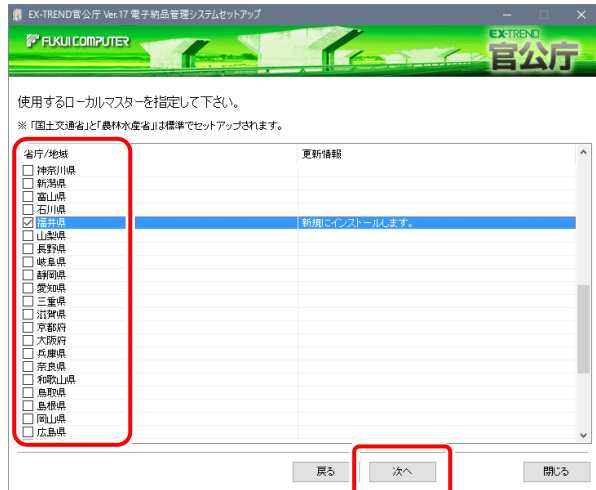 EX-TREND官公庁 Ver.17 電子納品管理システムセットアップ
FUKUI COMPUTER
EX-TREND
官公庁
使用するローカルマスターを指定して下さい。
※「国土交通省」と「農林水産省」は標準でセットアップされます。
省庁/地域 更新情報
神奈川県
新潟県
富山県
石川県
福井県 新規にインストールします。
山梨県
長野県
岐阜県
静岡県
愛知県
三重県
滋賀県
京都府
大阪府
兵庫県
奈良県
和歌山県
鳥取県
島根県
岡山県
広島県
戻る 次へ 閉じる